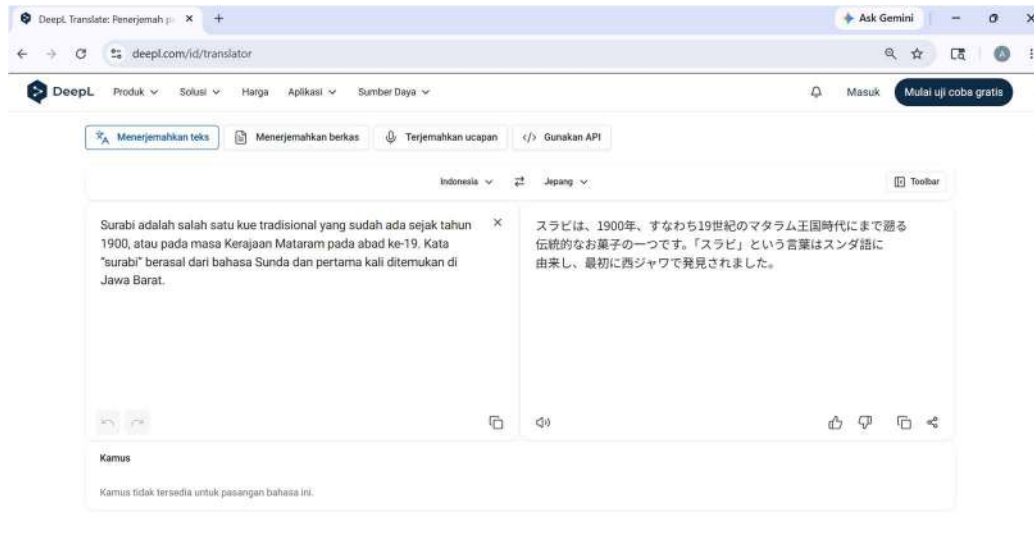 DeepL Translate: Penerjemah p
Ask Gemini
deepl.com/id/translator
DeepL
Produk
Solusi
Harga
Aplikasi
Sumber Daya
Masuk
Mulai uji coba gratis
Menerjemahkan teks
Menerjemahkan berkas
Terjemahkan ucapan
</> Gunakan API
Indonesia
Jepang
Toolbar
Surabi adalah salah satu kue tradisional yang sudah ada sejak tahun
1900, atau pada masa Kerajaan Mataram pada abad ke-19. Kata
"surabi" berasal dari bahasa Sunda dan pertama kali ditemukan di
Jawa Barat.
スラビは、1900年、すなわち19世紀のマタラム王国時代にまで遡る
伝統的なお菓子の一つです。「スラビ」という言葉はスンダ語に
由来し、最初に西ジャワで発見されました。
Kamus
Kamus tidak tersedia untuk pasangan bahasa ini.